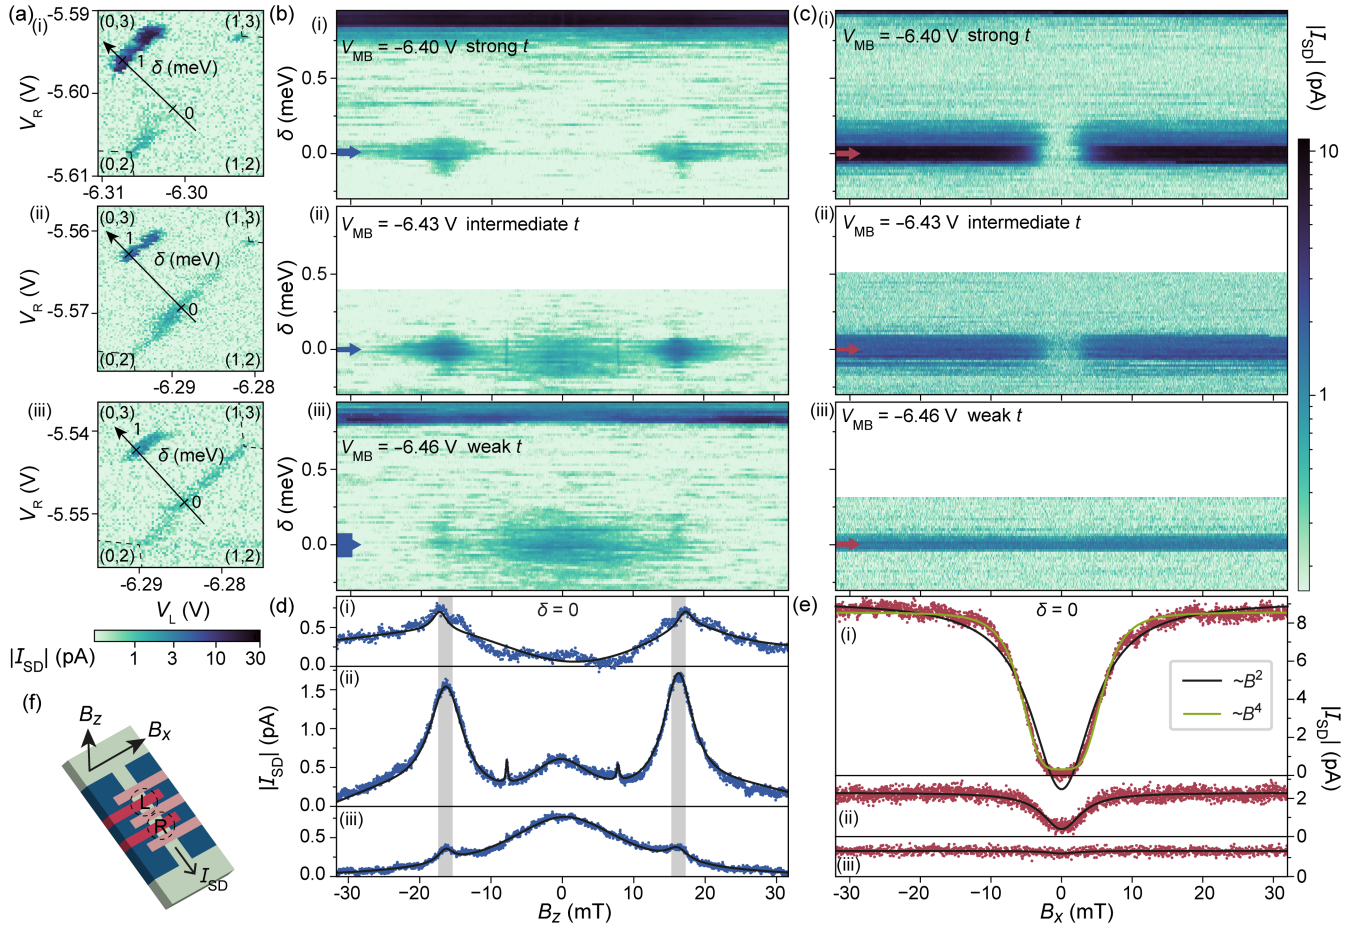 (a)
(i)
(0,3)
(1,3)
1
δ (meV)
0
(0,2)
(1,2)
-5.59
-5.60
-5.61
V_R (V)
-6.31
-6.30
(ii)
(0,3)
(1,3)
1
δ (meV)
0
(0,2)
(1,2)
-5.56
-5.57
V_R (V)
-6.29
-6.28
(iii)
(0,3)
(1,3)
1
δ (meV)
0
(0,2)
(1,2)
-5.54
-5.55
V_R (V)
-6.29
-6.28
V_L (V)
|I_SD| (pA)
1
3
10
30
(b)
(i)
V_MB = −6.40 V strong t
δ (meV)
0.5
0.0
(ii)
V_MB = −6.43 V intermediate t
δ (meV)
0.5
0.0
(iii)
V_MB = −6.46 V weak t
δ (meV)
0.5
0.0
(c)
(i)
V_MB = −6.40 V strong t
(ii)
V_MB = −6.43 V intermediate t
(iii)
V_MB = −6.46 V weak t
|I_SD| (pA)
10
1
(d)
(i)
δ = 0
0.5
0.0
(ii)
1.5
1.0
0.5
0.0
(iii)
0.5
0.0
|I_SD| (pA)
-30
-20
-10
0
10
20
B_z (mT)
(e)
δ = 0
(i)
~B²
~B⁴
8
6
4
2
0
(ii)
2
0
(iii)
0
|I_SD| (pA)
−30
−20
−10
0
10
20
30
B_x (mT)
(f)
B_z
B_x
L
R
I_SD